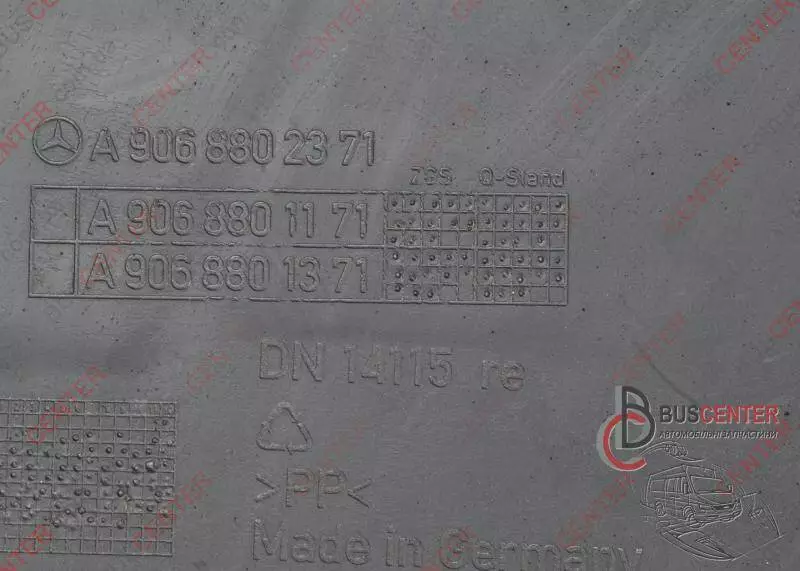 A 906 880 23 71
ZGS Q-Stand
A 906 880 11 71
A 906 880 13 71
DN 14115 re
>PP<
Made in Germany
BUSCENTER
АВТОМОБІЛЬНІ ЗАПЧАСТИНИ